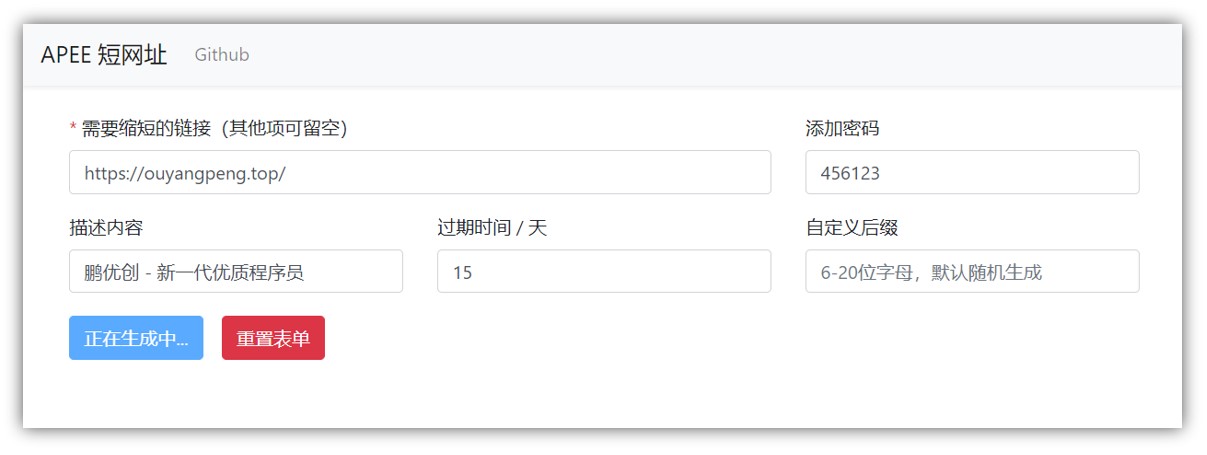 APEE 短网址 Github
* 需要缩短的链接（其他项可留空） 添加密码
https://ouyangpeng.top/ 456123
描述内容 过期时间 / 天 自定义后缀
鹏优创 - 新一代优质程序员 15 6-20位字母，默认随机生成
正在生成中... 重置表单